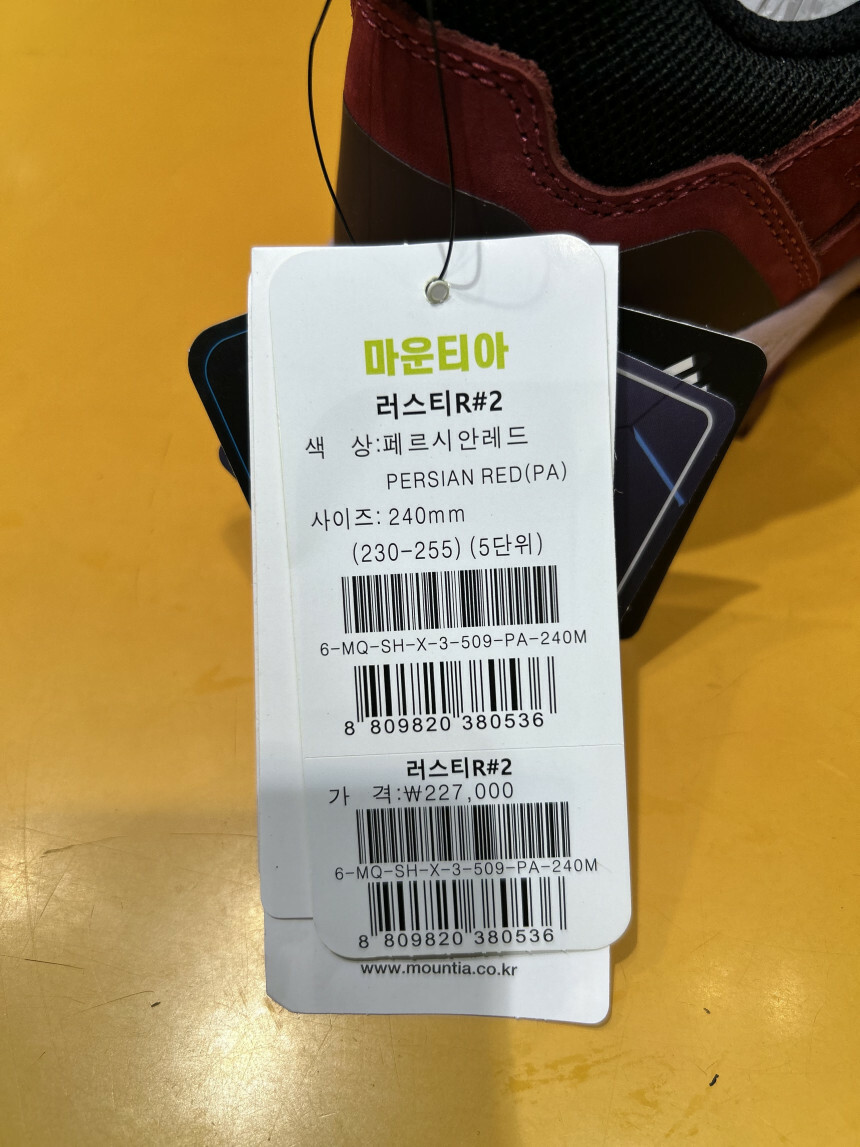 마운티아
러스티R#2
색 상:페르시안레드
PERSIAN RED(PA)
사이즈: 240mm
(230-255) (5단위)
6-MQ-SH-X-3-509-PA-240M
8 809820 380536
러스티R#2
가 격:₩227,000
6-MQ-SH-X-3-509-PA-240M
8 809820 380536
www.mountia.co.kr